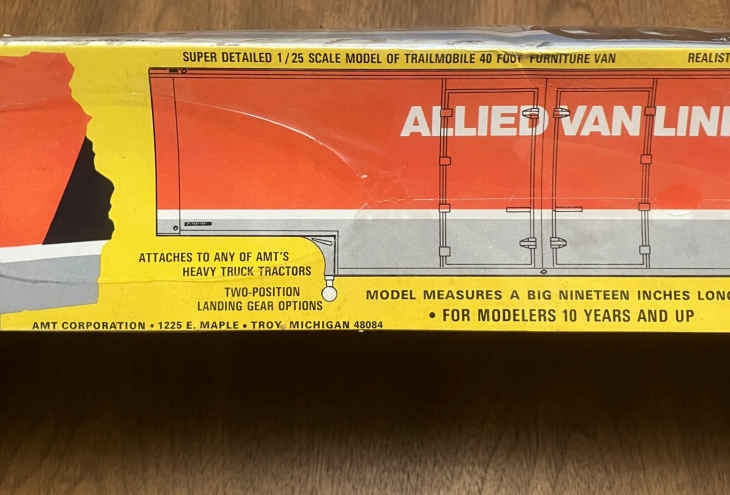 SUPER DETAILED 1/25 SCALE MODEL OF TRAILMOBILE 40 FOOT FURNITURE VAN
REALIST
ALLIED VAN LIN
ATTACHES TO ANY OF AMT'S
HEAVY TRUCK TRACTORS
TWO-POSITION
LANDING GEAR OPTIONS
MODEL MEASURES A BIG NINETEEN INCHES LONG
• FOR MODELERS 10 YEARS AND UP
AMT CORPORATION • 1225 E. MAPLE • TROY, MICHIGAN 48084